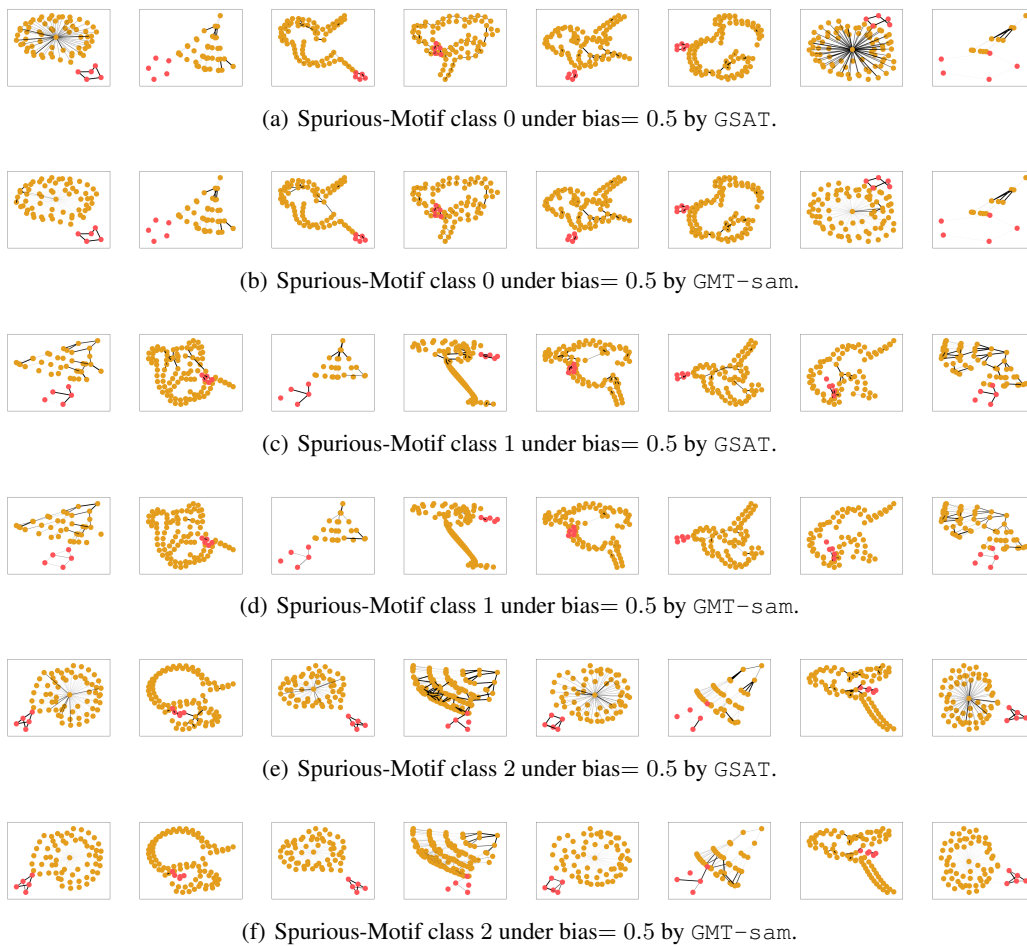 (a) Spurious-Motif class 0 under bias= 0.5 by GSAT.
(b) Spurious-Motif class 0 under bias= 0.5 by GMT-sam.
(c) Spurious-Motif class 1 under bias= 0.5 by GSAT.
(d) Spurious-Motif class 1 under bias= 0.5 by GMT-sam.
(e) Spurious-Motif class 2 under bias= 0.5 by GSAT.
(f) Spurious-Motif class 2 under bias= 0.5 by GMT-sam.